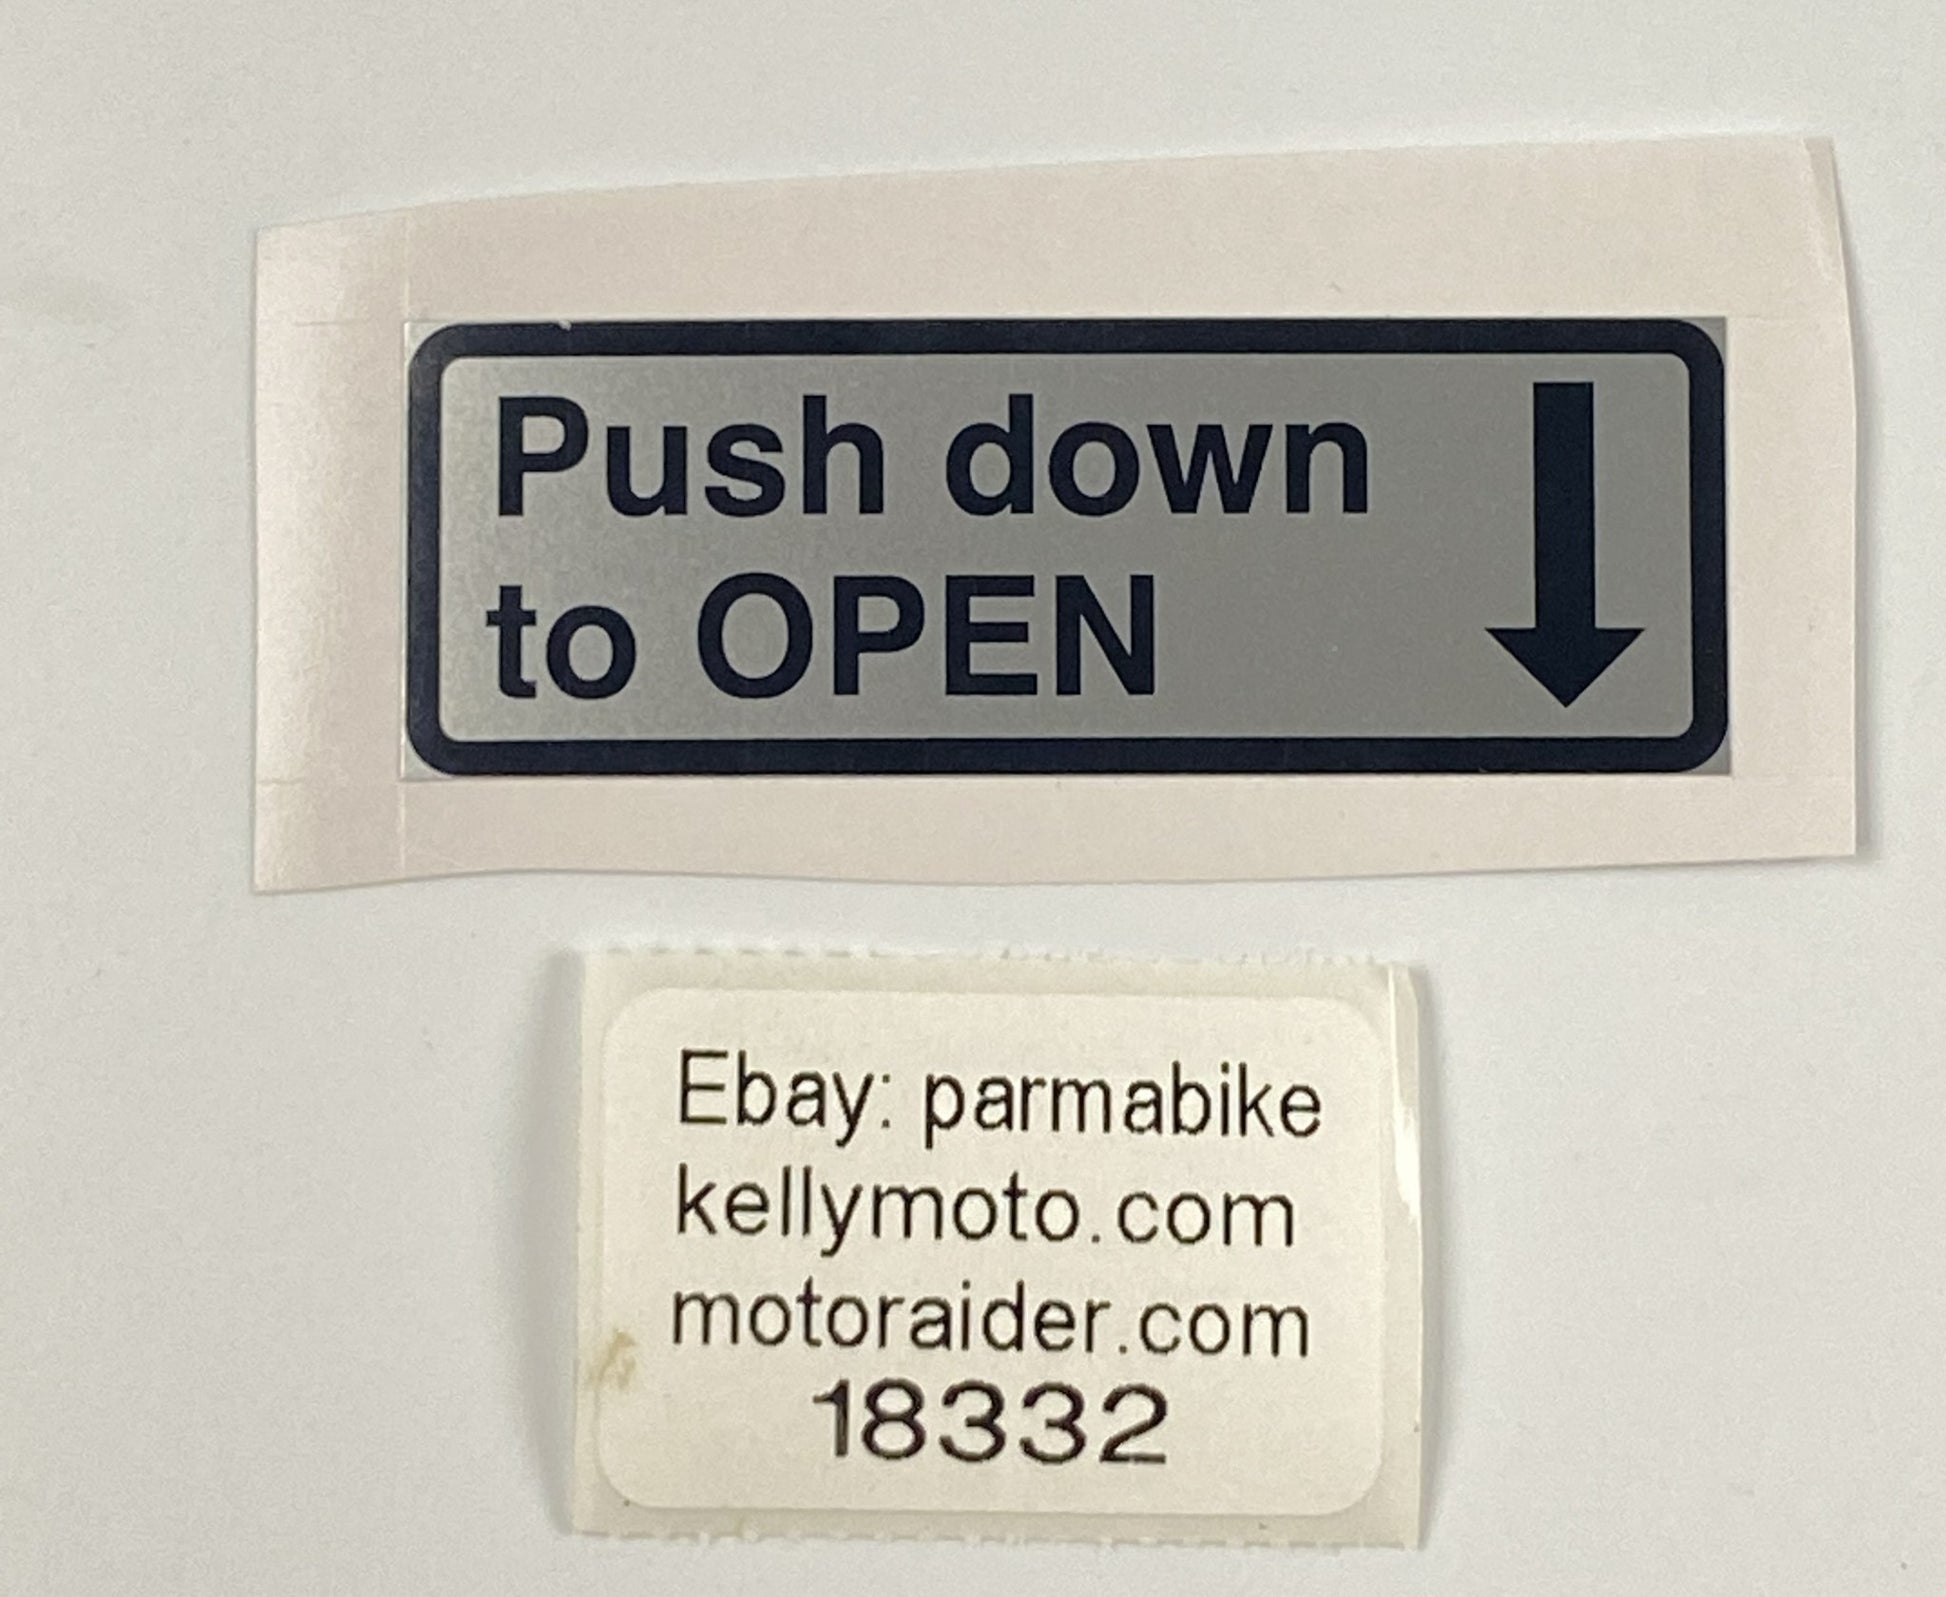 Push down
to OPEN
Ebay: parmabike
kellymoto.com
motoraider.com
18332